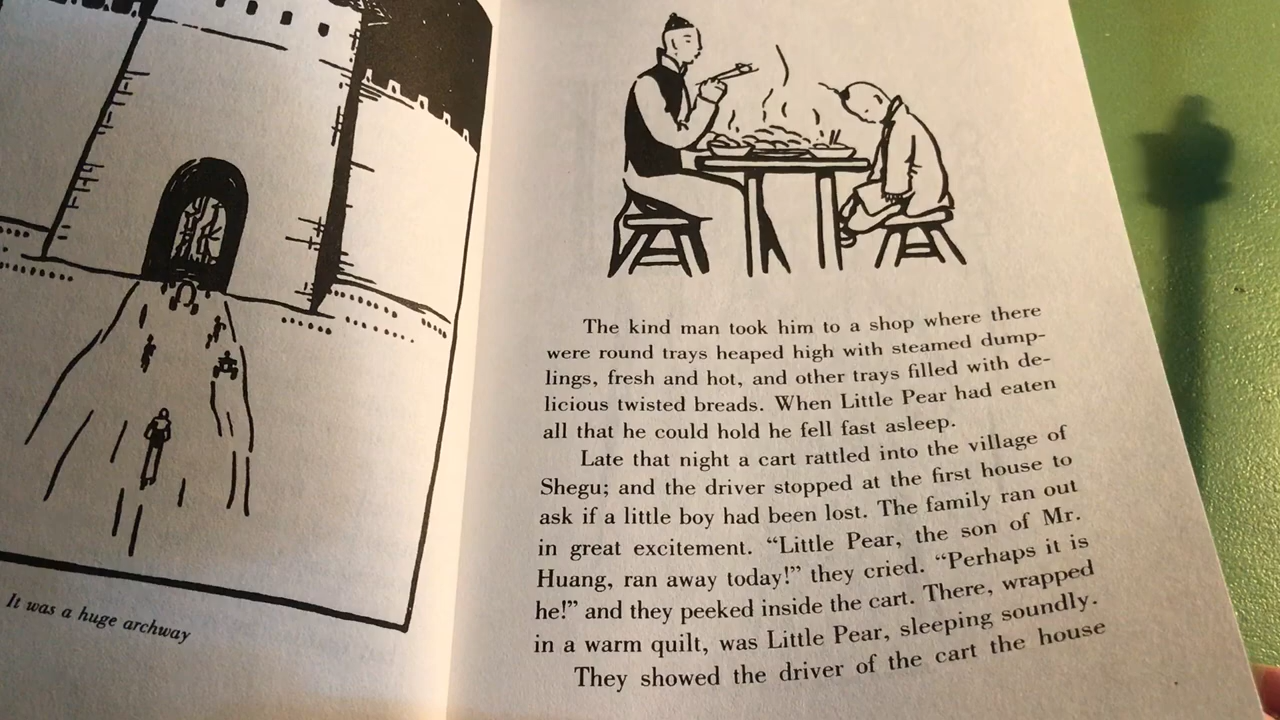 It was a huge archway
The kind man took him to a shop where there
were round trays heaped high with steamed dump-
lings, fresh and hot, and other trays filled with de-
licious twisted breads. When Little Pear had eaten
all that he could hold he fell fast asleep.
Late that night a cart rattled into the village of
Shegu; and the driver stopped at the first house to
ask if a little boy had been lost. The family ran out
in great excitement. “Little Pear, the son of Mr.
Huang, ran away today!” they cried. “Perhaps it is
he!” and they peeked inside the cart. There, wrapped
in a warm quilt, was Little Pear, sleeping soundly.
They showed the driver of the cart the house